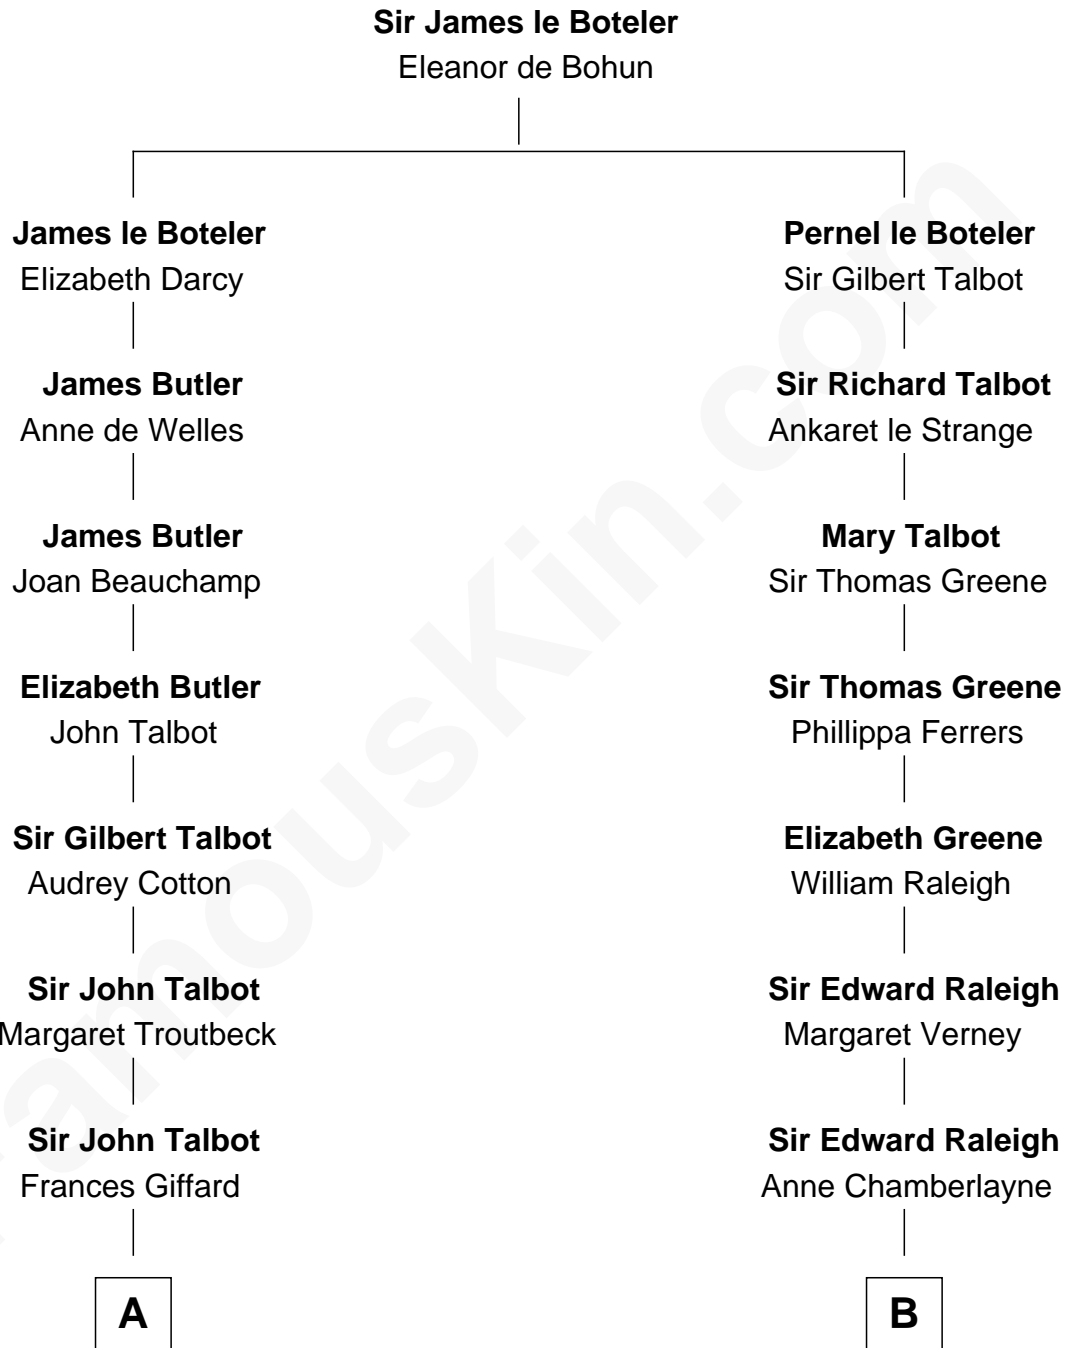 Sir James le Boteler
Eleanor de Bohun
James le Boteler
Elizabeth Darcy
James Butler
Anne de Welles
James Butler
Joan Beauchamp
Elizabeth Butler
John Talbot
Sir Gilbert Talbot
Audrey Cotton
Sir John Talbot
Margaret Troutbeck
Sir John Talbot
Frances Giffard
A
Pernel le Boteler
Sir Gilbert Talbot
Sir Richard Talbot
Ankaret le Strange
Mary Talbot
Sir Thomas Greene
Sir Thomas Greene
Phillippa Ferrers
Elizabeth Greene
William Raleigh
Sir Edward Raleigh
Margaret Verney
Sir Edward Raleigh
Anne Chamberlayne
B
FamousKin.com